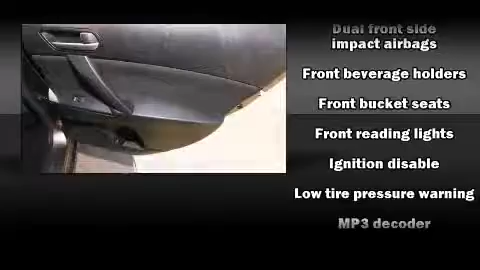 Dual front side
impact airbags
Front beverage holders
Front bucket seats
Front reading lights
Ignition disable
Low tire pressure warning
MP3 decoder